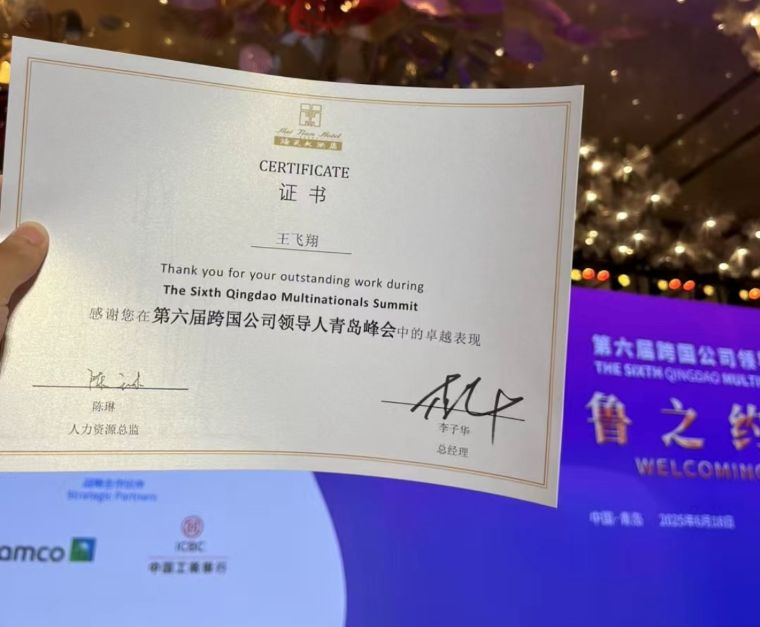 Hai Tian Hotel
海天大酒店
CERTIFICATE
证书
王飞翔
Thank you for your outstanding work during
The Sixth Qingdao Multinationals Summit
感谢您在第六届跨国公司领导人青岛峰会中的卓越表现
陈琳
人力资源总监
李子华
总经理
第六届跨国公司领
THE SIXTH QINGDAO MULTI
鲁之约
WELCOMING
中国·青岛 2025年6月18日
战略合作伙伴
Strategic Partners
amco
ICBC
中国工商银行